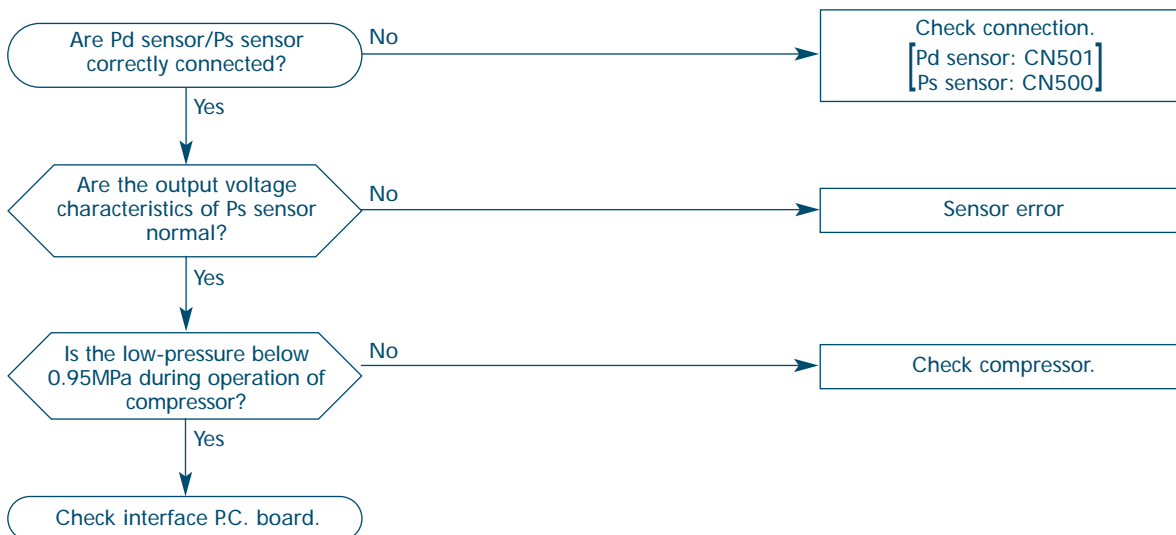 Are Pd sensor/Ps sensor
correctly connected?
No
Check connection.
[Pd sensor: CN501]
[Ps sensor: CN500]
Yes
Are the output voltage
characteristics of Ps sensor
normal?
No
Sensor error
Yes
Is the low-pressure below
0.95MPa during operation of
compressor?
No
Check compressor.
Yes
Check interface P.C. board.